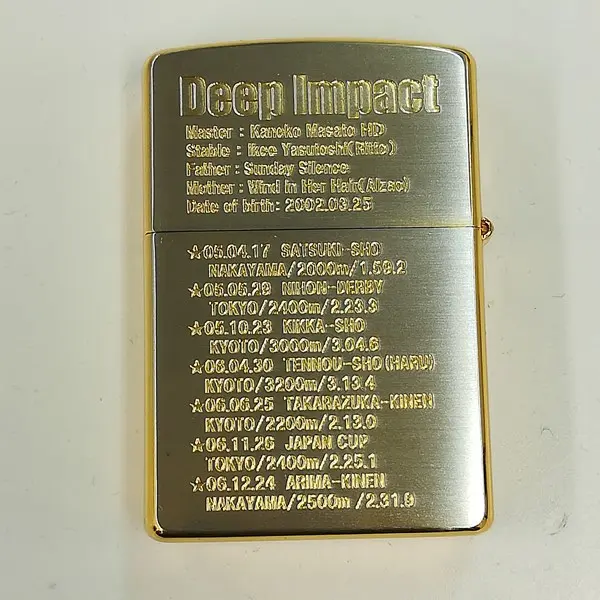 Deep Impact
Master : Kaneko Masato HD
Stable : Ikee Yasutoshi(Ritto)
Father : Sunday Silence
Mother : Wind in Her Hair(Alzao)
Date of birth: 2002.03.25
☆05.04.17 SATSUKI-SHO
NAKAYAMA/2000m/1.59.2
☆05.05.29 NIHON-DERBY
TOKYO/2400m/2.23.3
☆05.10.23 KIKKA-SHO
KYOTO/3000m/3.04.6
☆06.04.30 TENNOU-SHO(HARU)
KYOTO/3200m/3.13.4
☆06.06.25 TAKARAZUKA-KINEN
KYOTO/2200m/2.13.0
☆06.11.26 JAPAN CUP
TOKYO/2400m/2.25.1
☆06.12.24 ARIMA-KINEN
NAKAYAMA/2500m /2.31.9